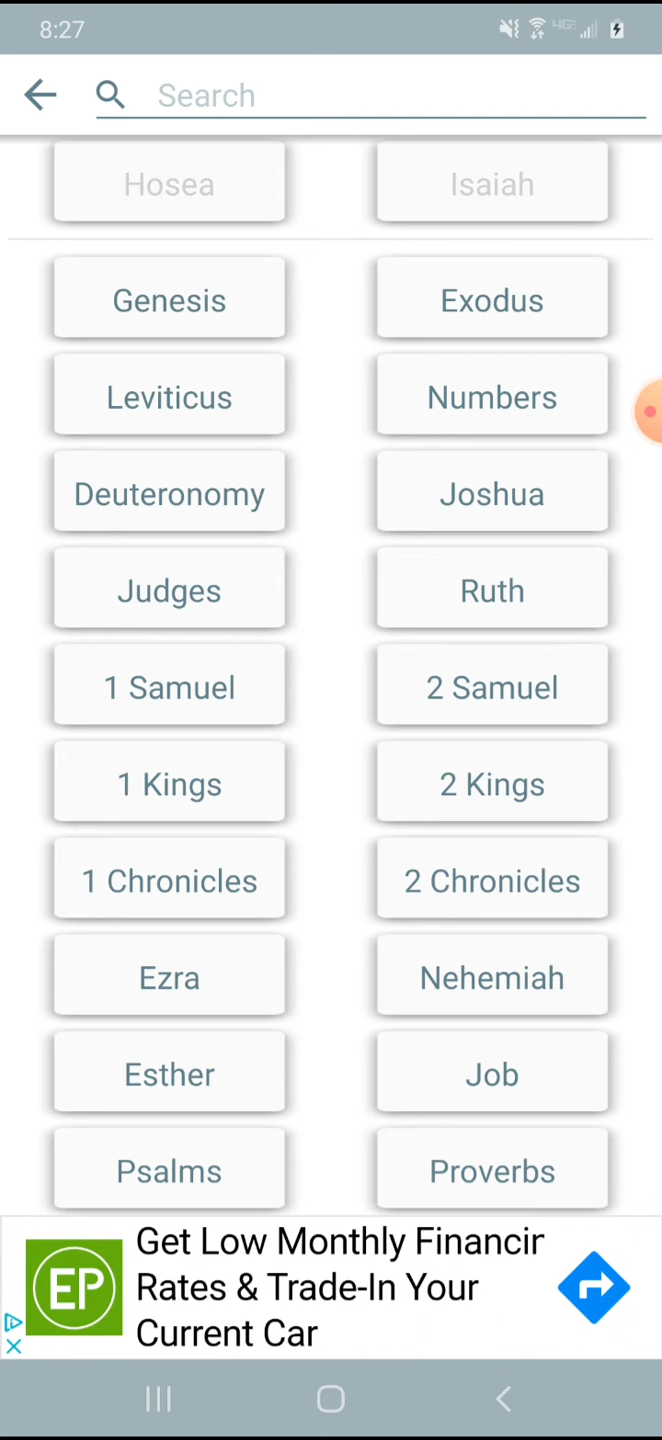 8:27
4GE
Search
Hosea
Isaiah
Genesis
Exodus
Leviticus
Numbers
Deuteronomy
Joshua
Judges
Ruth
1 Samuel
2 Samuel
1 Kings
2 Kings
1 Chronicles
2 Chronicles
Ezra
Nehemiah
Esther
Job
Psalms
Proverbs
EP
Get Low Monthly Financin
Rates & Trade-In Your
Current Car